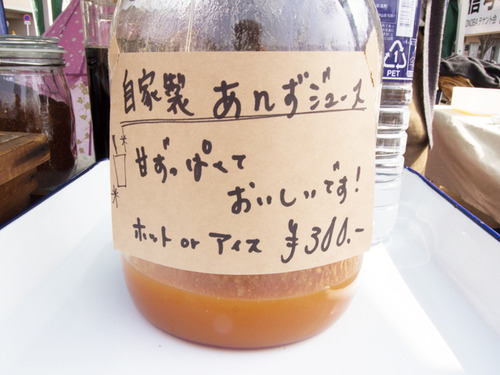 自家製 あんずジュース
甘ずっぱくて
おいしいです!
ホット or アイス ¥300.-
PET